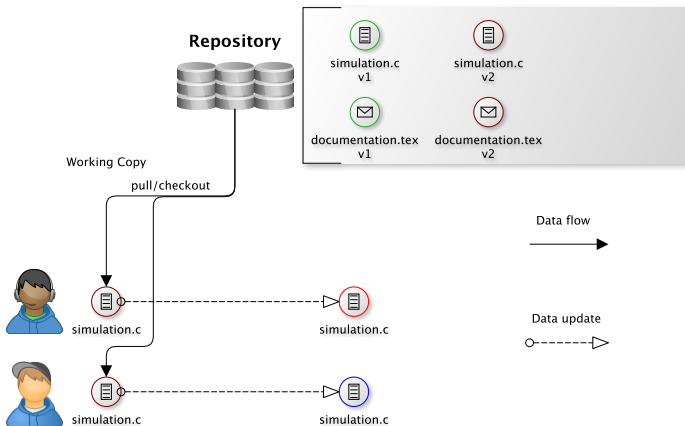 Repository
simulation.c
v1
simulation.c
v2
documentation.tex
v1
documentation.tex
v2
Working Copy
pull/checkout
Data flow
simulation.c
simulation.c
Data update
simulation.c
simulation.c